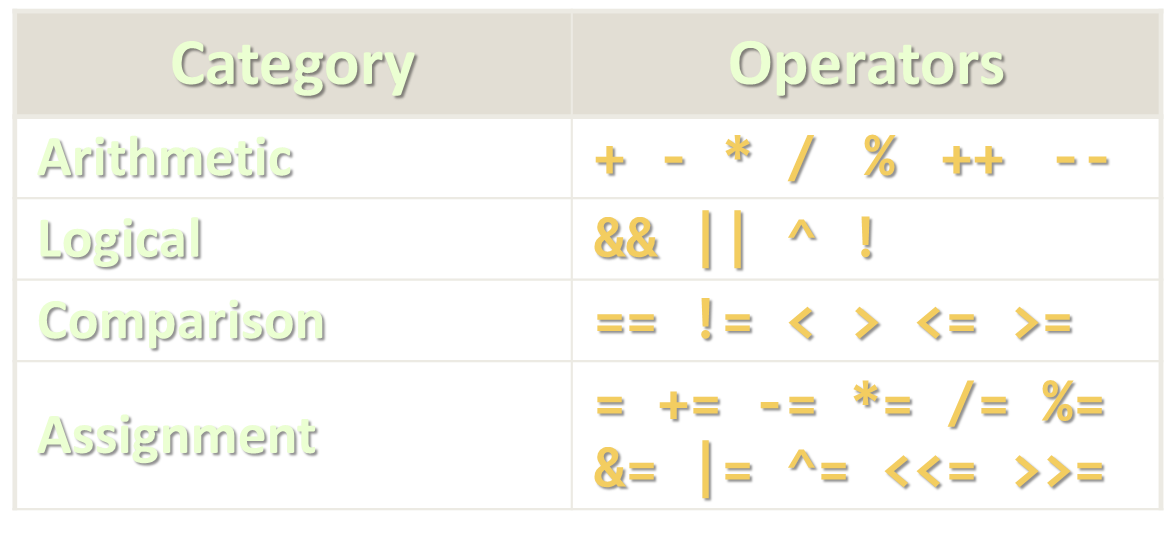 Category Operators
Arithmetic + - * / % ++ --
Logical && || ^ !
Comparison == != < > <= >=
Assignment = += -= *= /= %=
&= |= ^= <<= >>=